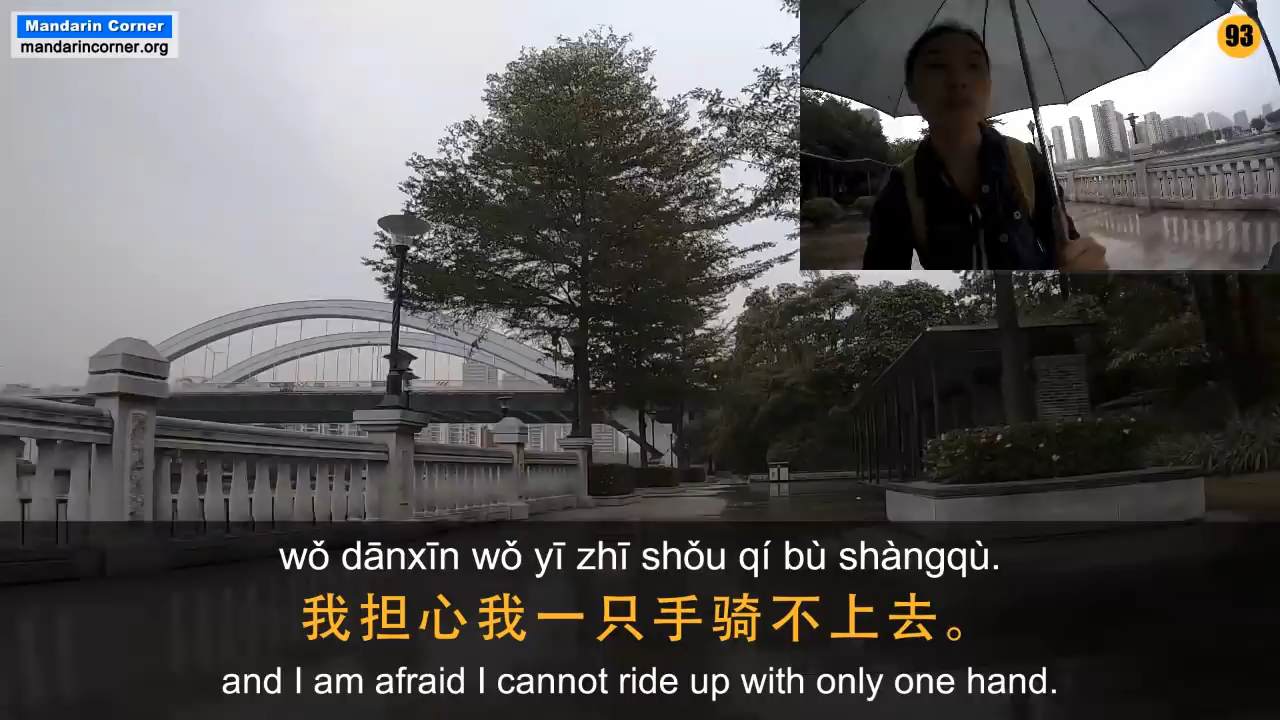 Mandarin Corner
mandarincorner.org
93
wǒ dānxīn wǒ yī zhī shǒu qí bù shàngqù.
我担心我一只手骑不上去。
and I am afraid I cannot ride up with only one hand.